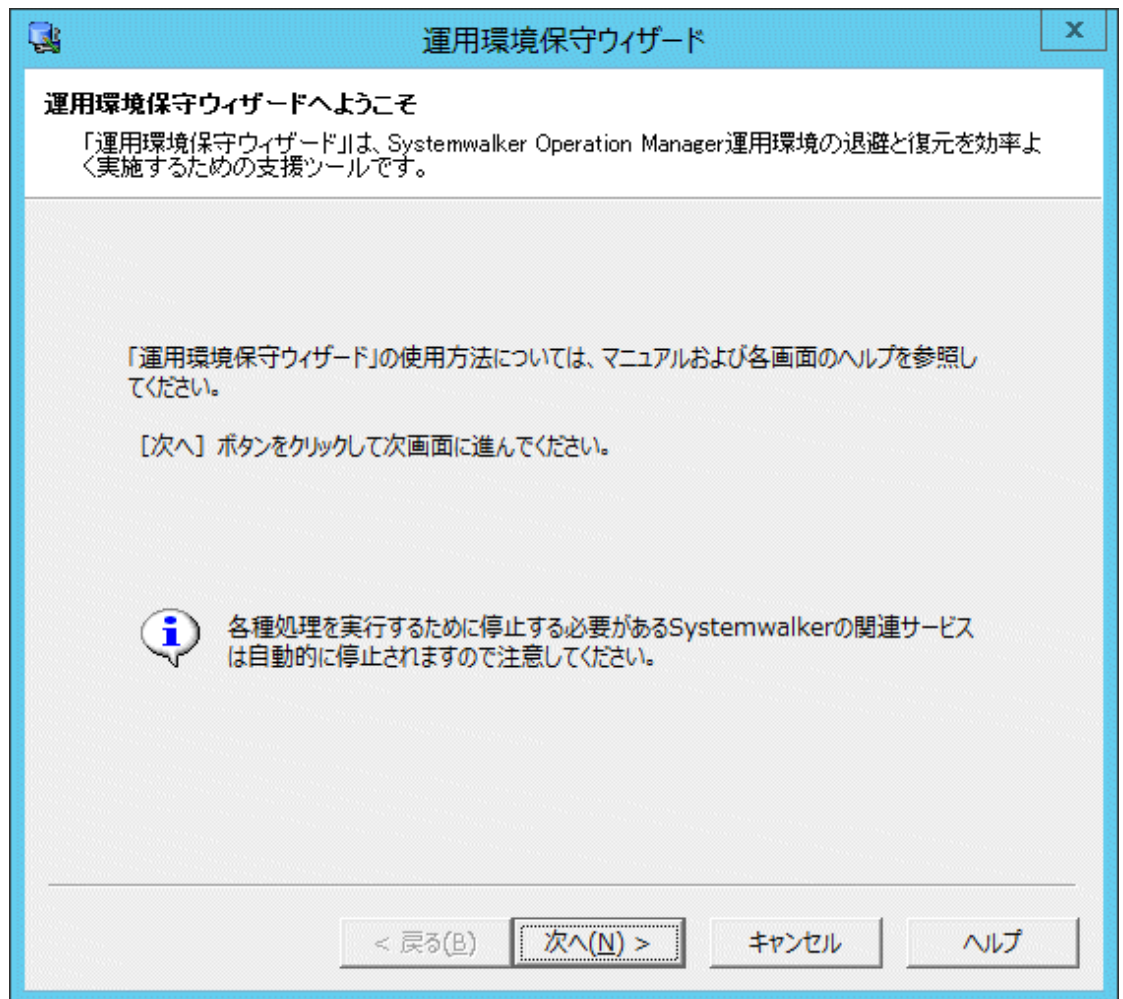 運用環境保守ウィザード
x
運用環境保守ウィザードへようこそ
「運用環境保守ウィザード」は、Systemwalker Operation Manager運用環境の退避と復元を効率よ
く実施するための支援ツールです。
「運用環境保守ウィザード」の使用方法については、マニュアルおよび各画面のヘルプを参照し
てください。
［次へ］ボタンをクリックして次画面に進んでください。
各種処理を実行するために停止する必要があるSystemwalkerの関連サービス
は自動的に停止されますので注意してください。
< 戻る(B) 次へ(N) > キャンセル ヘルプ